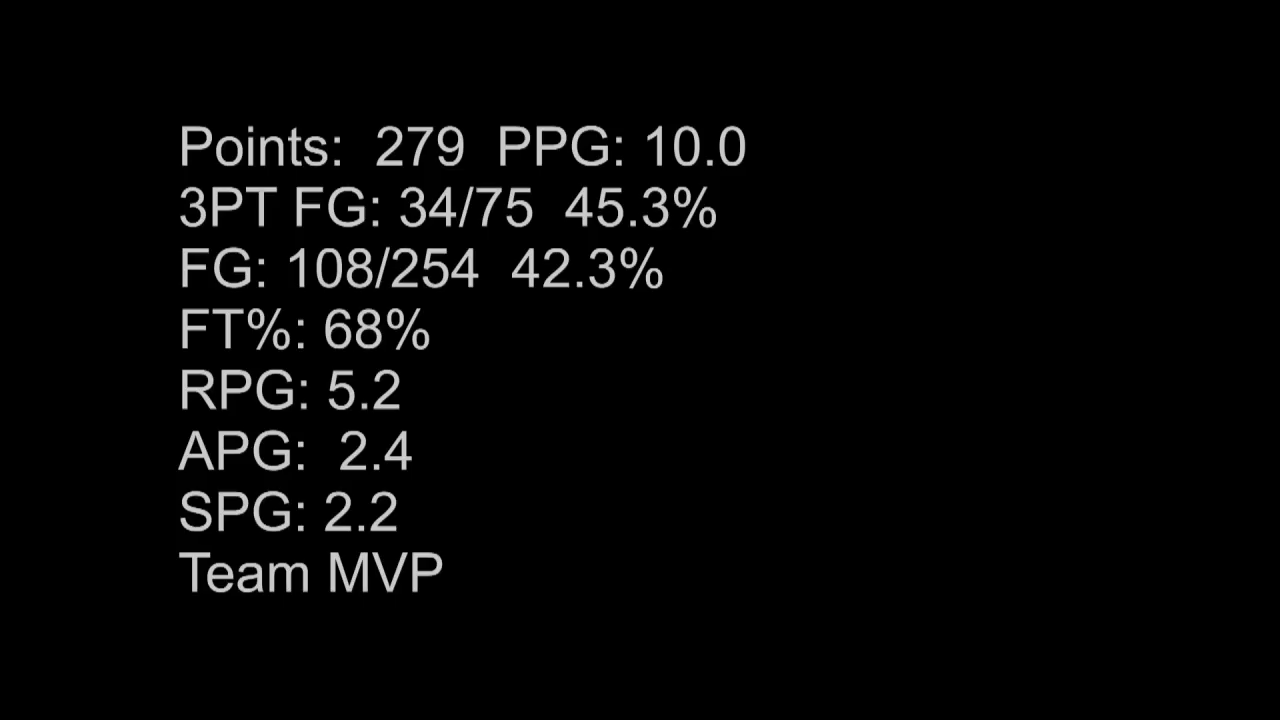 Points:  279  PPG: 10.0
3PT FG: 34/75  45.3%
FG: 108/254  42.3%
FT%: 68%
RPG: 5.2
APG:  2.4
SPG: 2.2
Team MVP